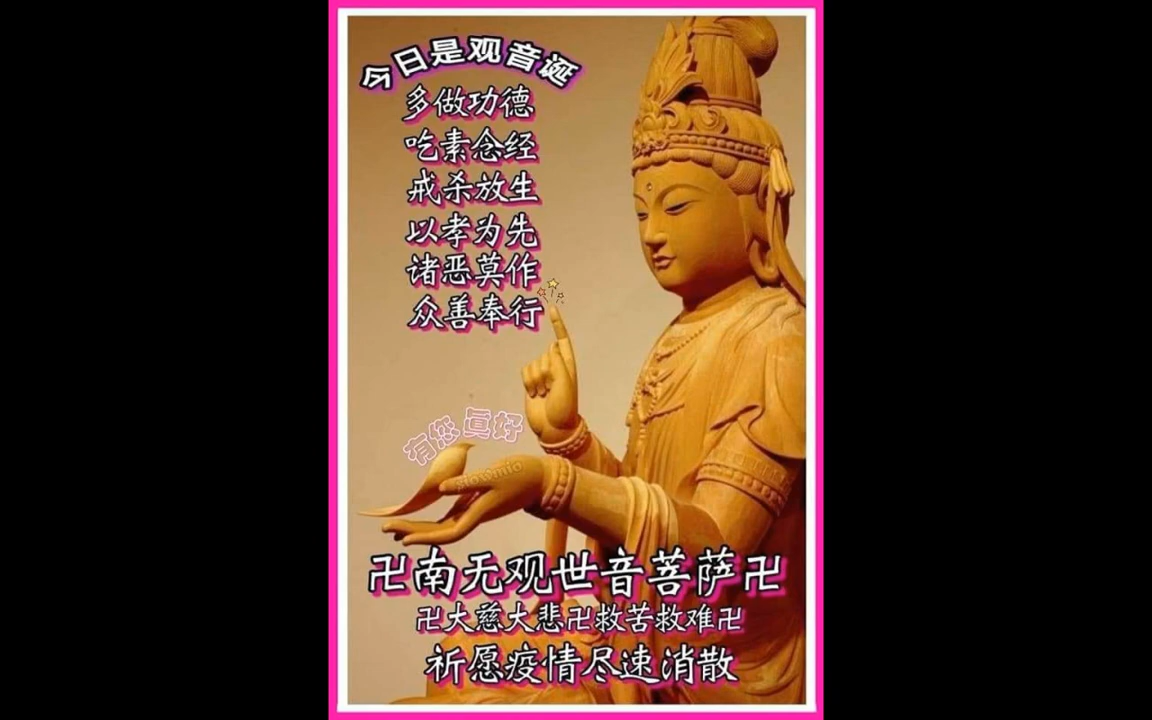 今日是观音诞
多做功德
吃素念经
戒杀放生
以孝为先
诸恶莫作
众善奉行
有您真好
卍南无观世音菩萨卍
卍大慈大悲卍救苦救难卍
祈愿疫情尽速消散